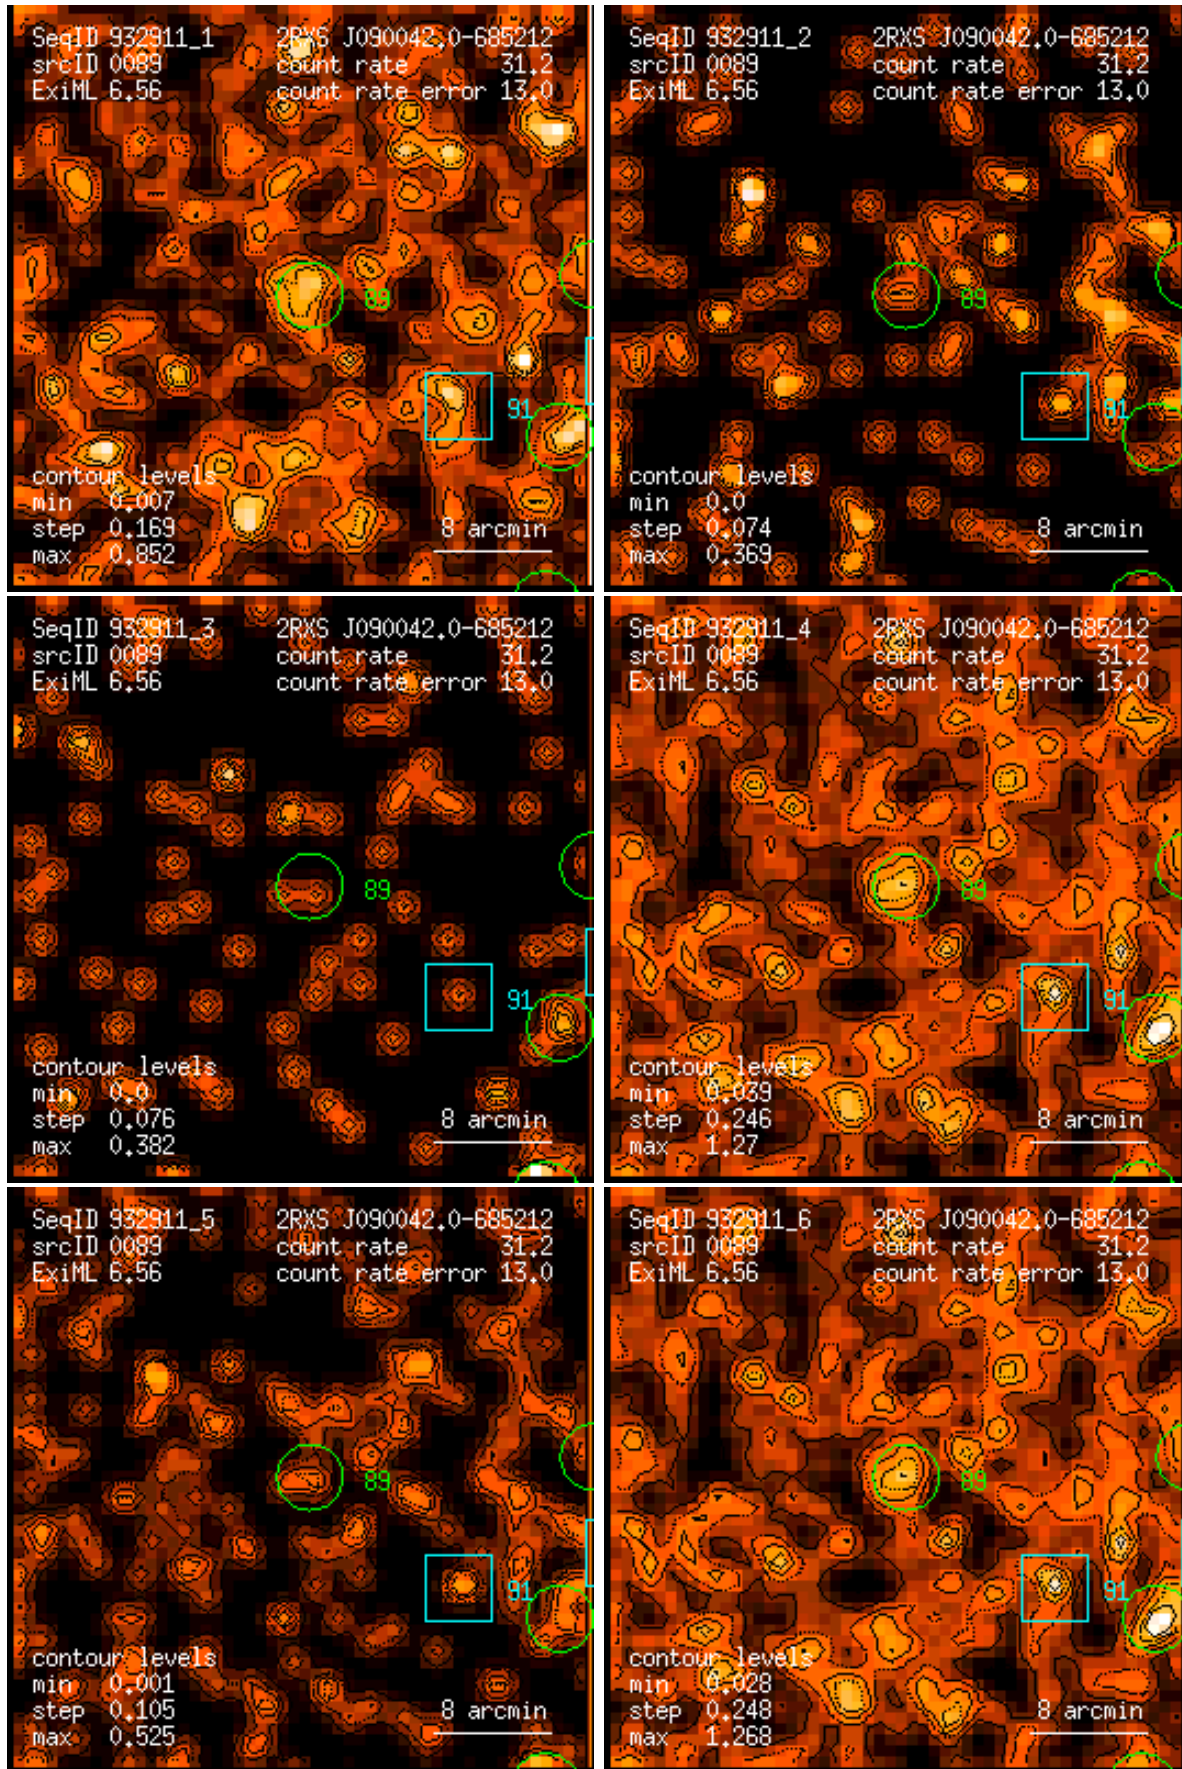 SeqID 932911_1 2RXS J090042.0-685212
srcID 0089 count rate 31.2
ExiML 6.56 count rate error 13.0
89
91
contour levels
min 0.007
step 0.169 8 arcmin
max 0.852
SeqID 932911_2 2RXS J090042.0-685212
srcID 0089 count rate 31.2
ExiML 6.56 count rate error 13.0
89
91
contour levels
min 0.0
step 0.074 8 arcmin
max 0.369
SeqID 932911_3 2RXS J090042.0-685212
srcID 0089 count rate 31.2
ExiML 6.56 count rate error 13.0
89
91
contour levels
min 0.0
step 0.076 8 arcmin
max 0.382
SeqID 932911_4 2RXS J090042.0-685212
srcID 0089 count rate 31.2
ExiML 6.56 count rate error 13.0
89
91
contour levels
min 0.039
step 0.246 8 arcmin
max 1.27
SeqID 932911_5 2RXS J090042.0-685212
srcID 0089 count rate 31.2
ExiML 6.56 count rate error 13.0
89
91
contour levels
min 0.001
step 0.105 8 arcmin
max 0.525
SeqID 932911_6 2RXS J090042.0-685212
srcID 0089 count rate 31.2
ExiML 6.56 count rate error 13.0
89
91
contour levels
min 0.028
step 0.248 8 arcmin
max 1.268